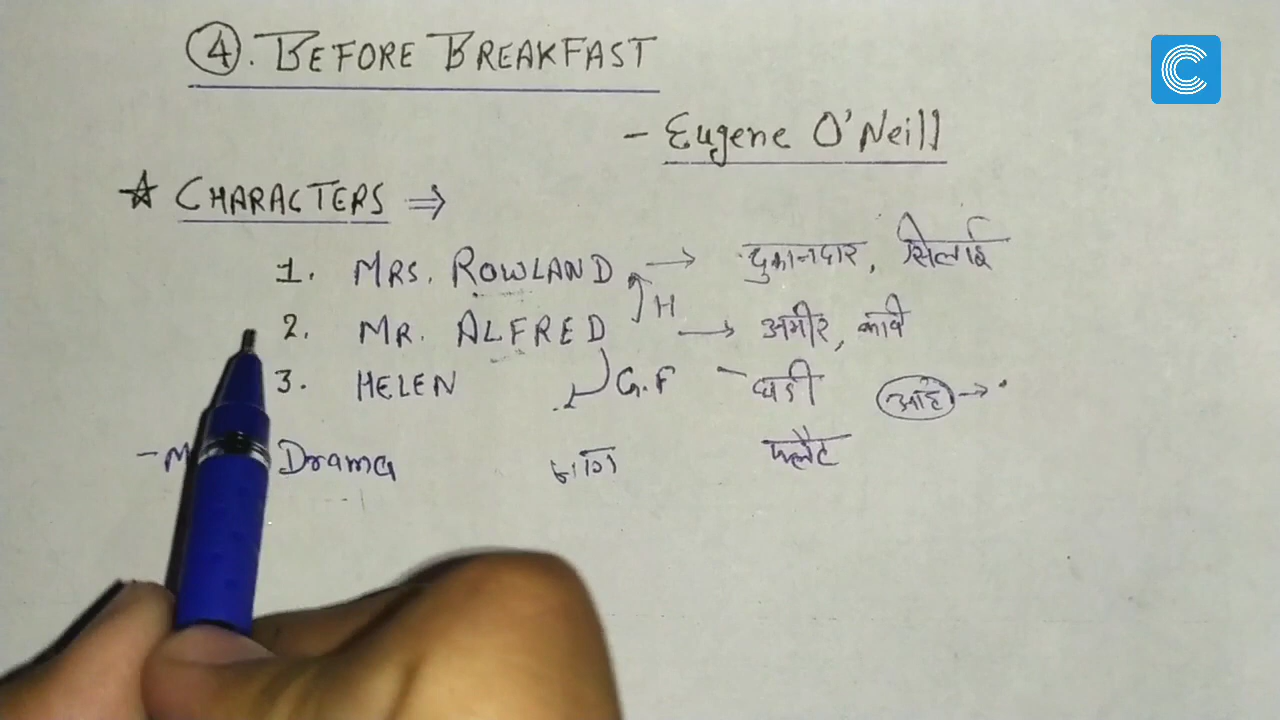 ④. BEFORE BREAKFAST
- Eugene O'Neill
☆ CHARACTERS ⇒
1. MRS. ROWLAND → दुकानदार, सिलाई
H
2. MR. ALFRED → अमीर, कवि
3. HELEN G.F - घडी आहे →
- M Drama फ्लैट